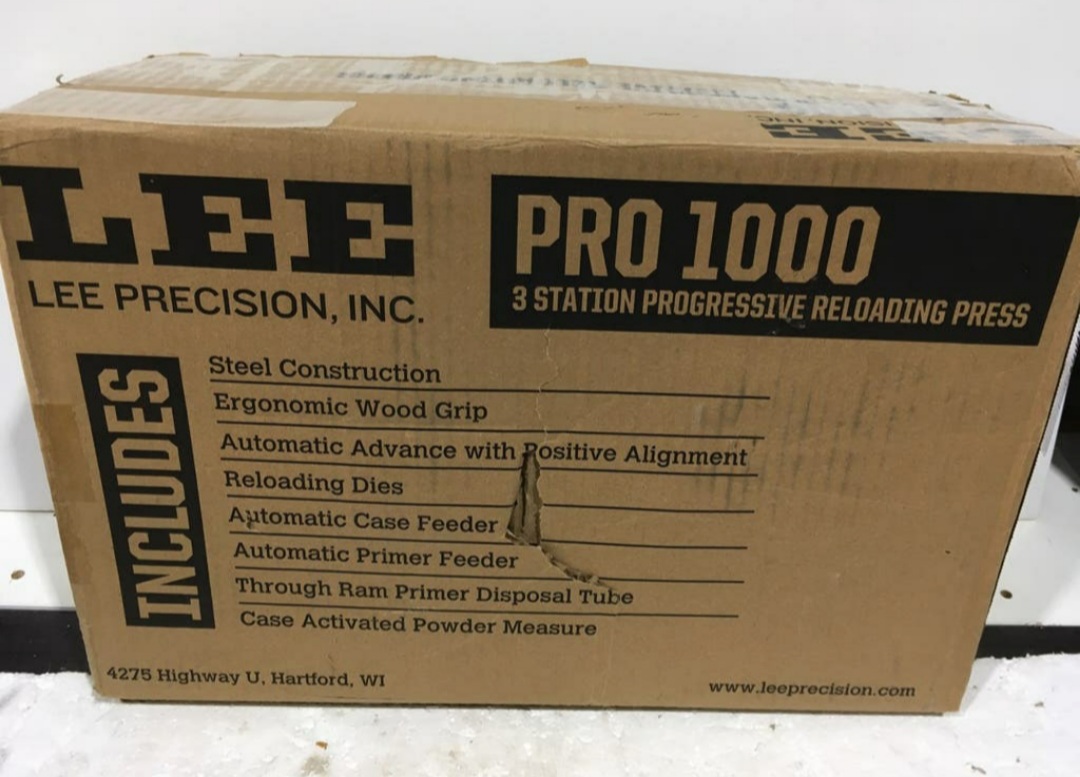 LEE
LEE PRECISION, INC.
PRO 1000
3 STATION PROGRESSIVE RELOADING PRESS
INCLUDES
Steel Construction
Ergonomic Wood Grip
Automatic Advance with Positive Alignment
Reloading Dies
Automatic Case Feeder
Automatic Primer Feeder
Through Ram Primer Disposal Tube
Case Activated Powder Measure
4275 Highway U, Hartford, WI
www.leeprecision.com